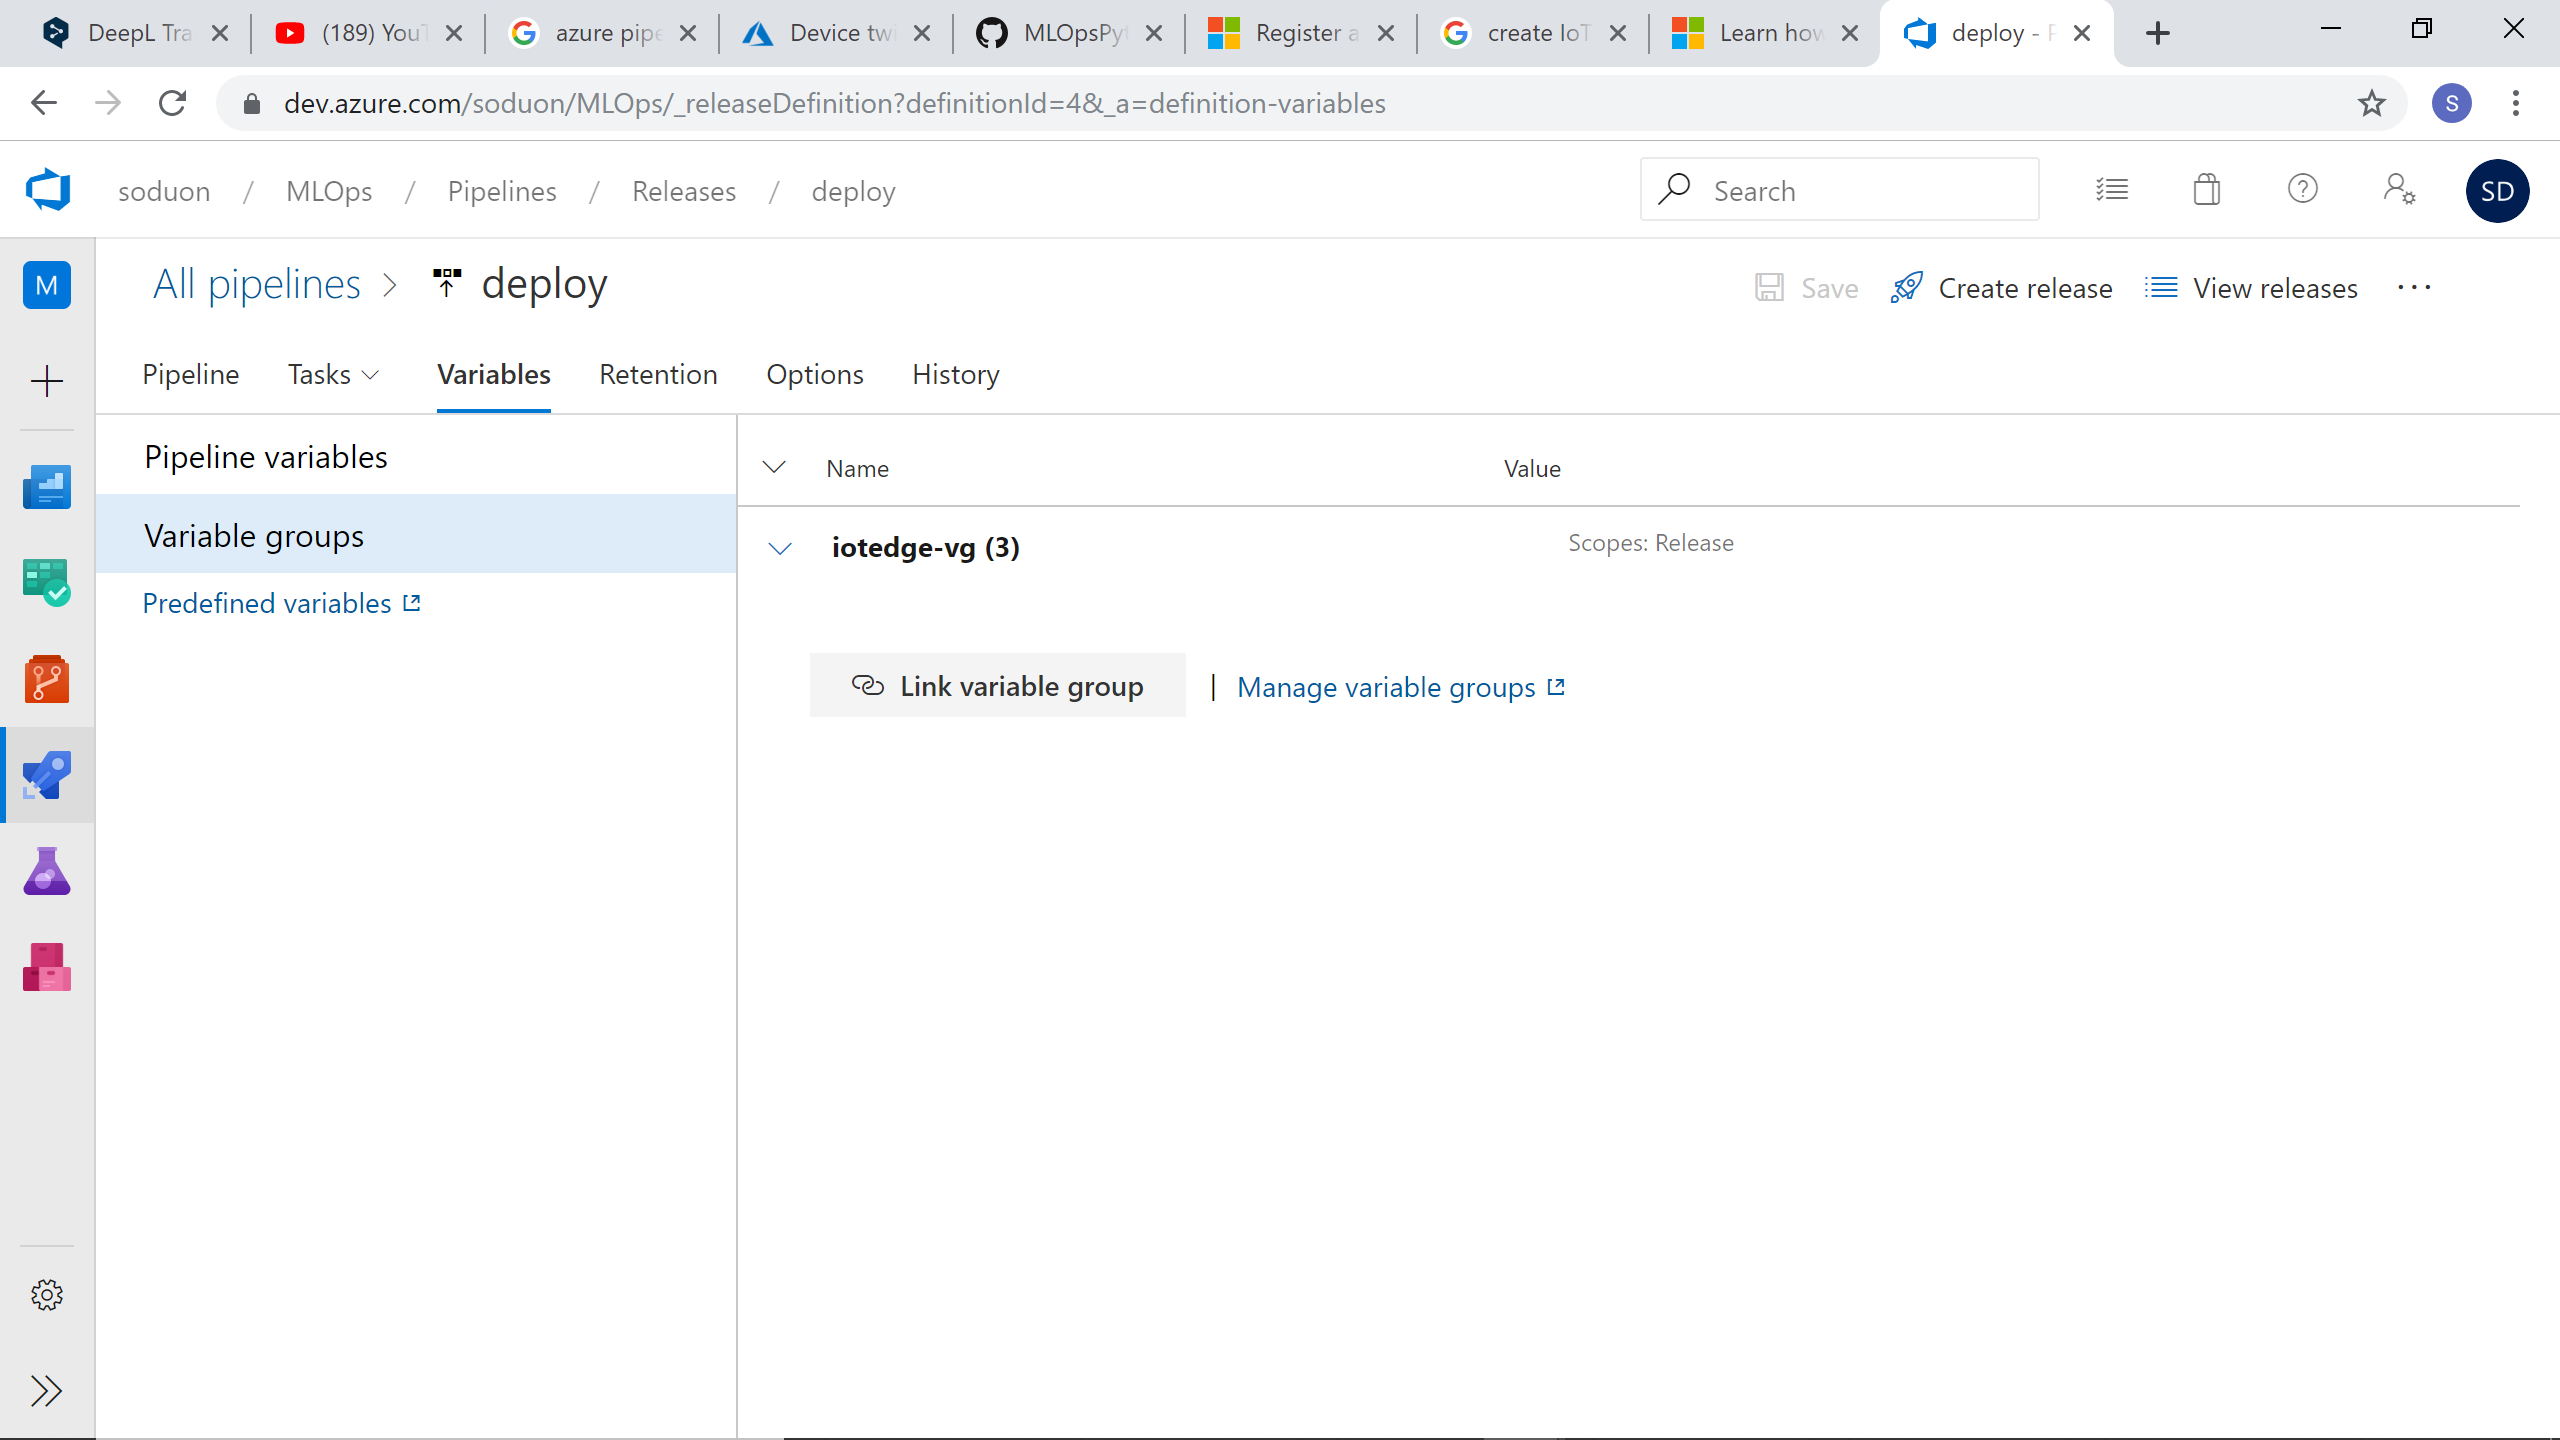 DeepL Tra
(189) YouT
azure pipe
Device twi
MLOpsPyt
Register a
create IoT
Learn how
deploy - P
dev.azure.com/soduon/MLOps/_releaseDefinition?definitionId=4&_a=definition-variables
S
soduon / MLOps / Pipelines / Releases / deploy
Search
SD
M
All pipelines > deploy
Save
Create release
View releases
...
Pipeline
Tasks
Variables
Retention
Options
History
Pipeline variables
Variable groups
Predefined variables
Name
Value
iotedge-vg (3)
Scopes: Release
Link variable group
|
Manage variable groups